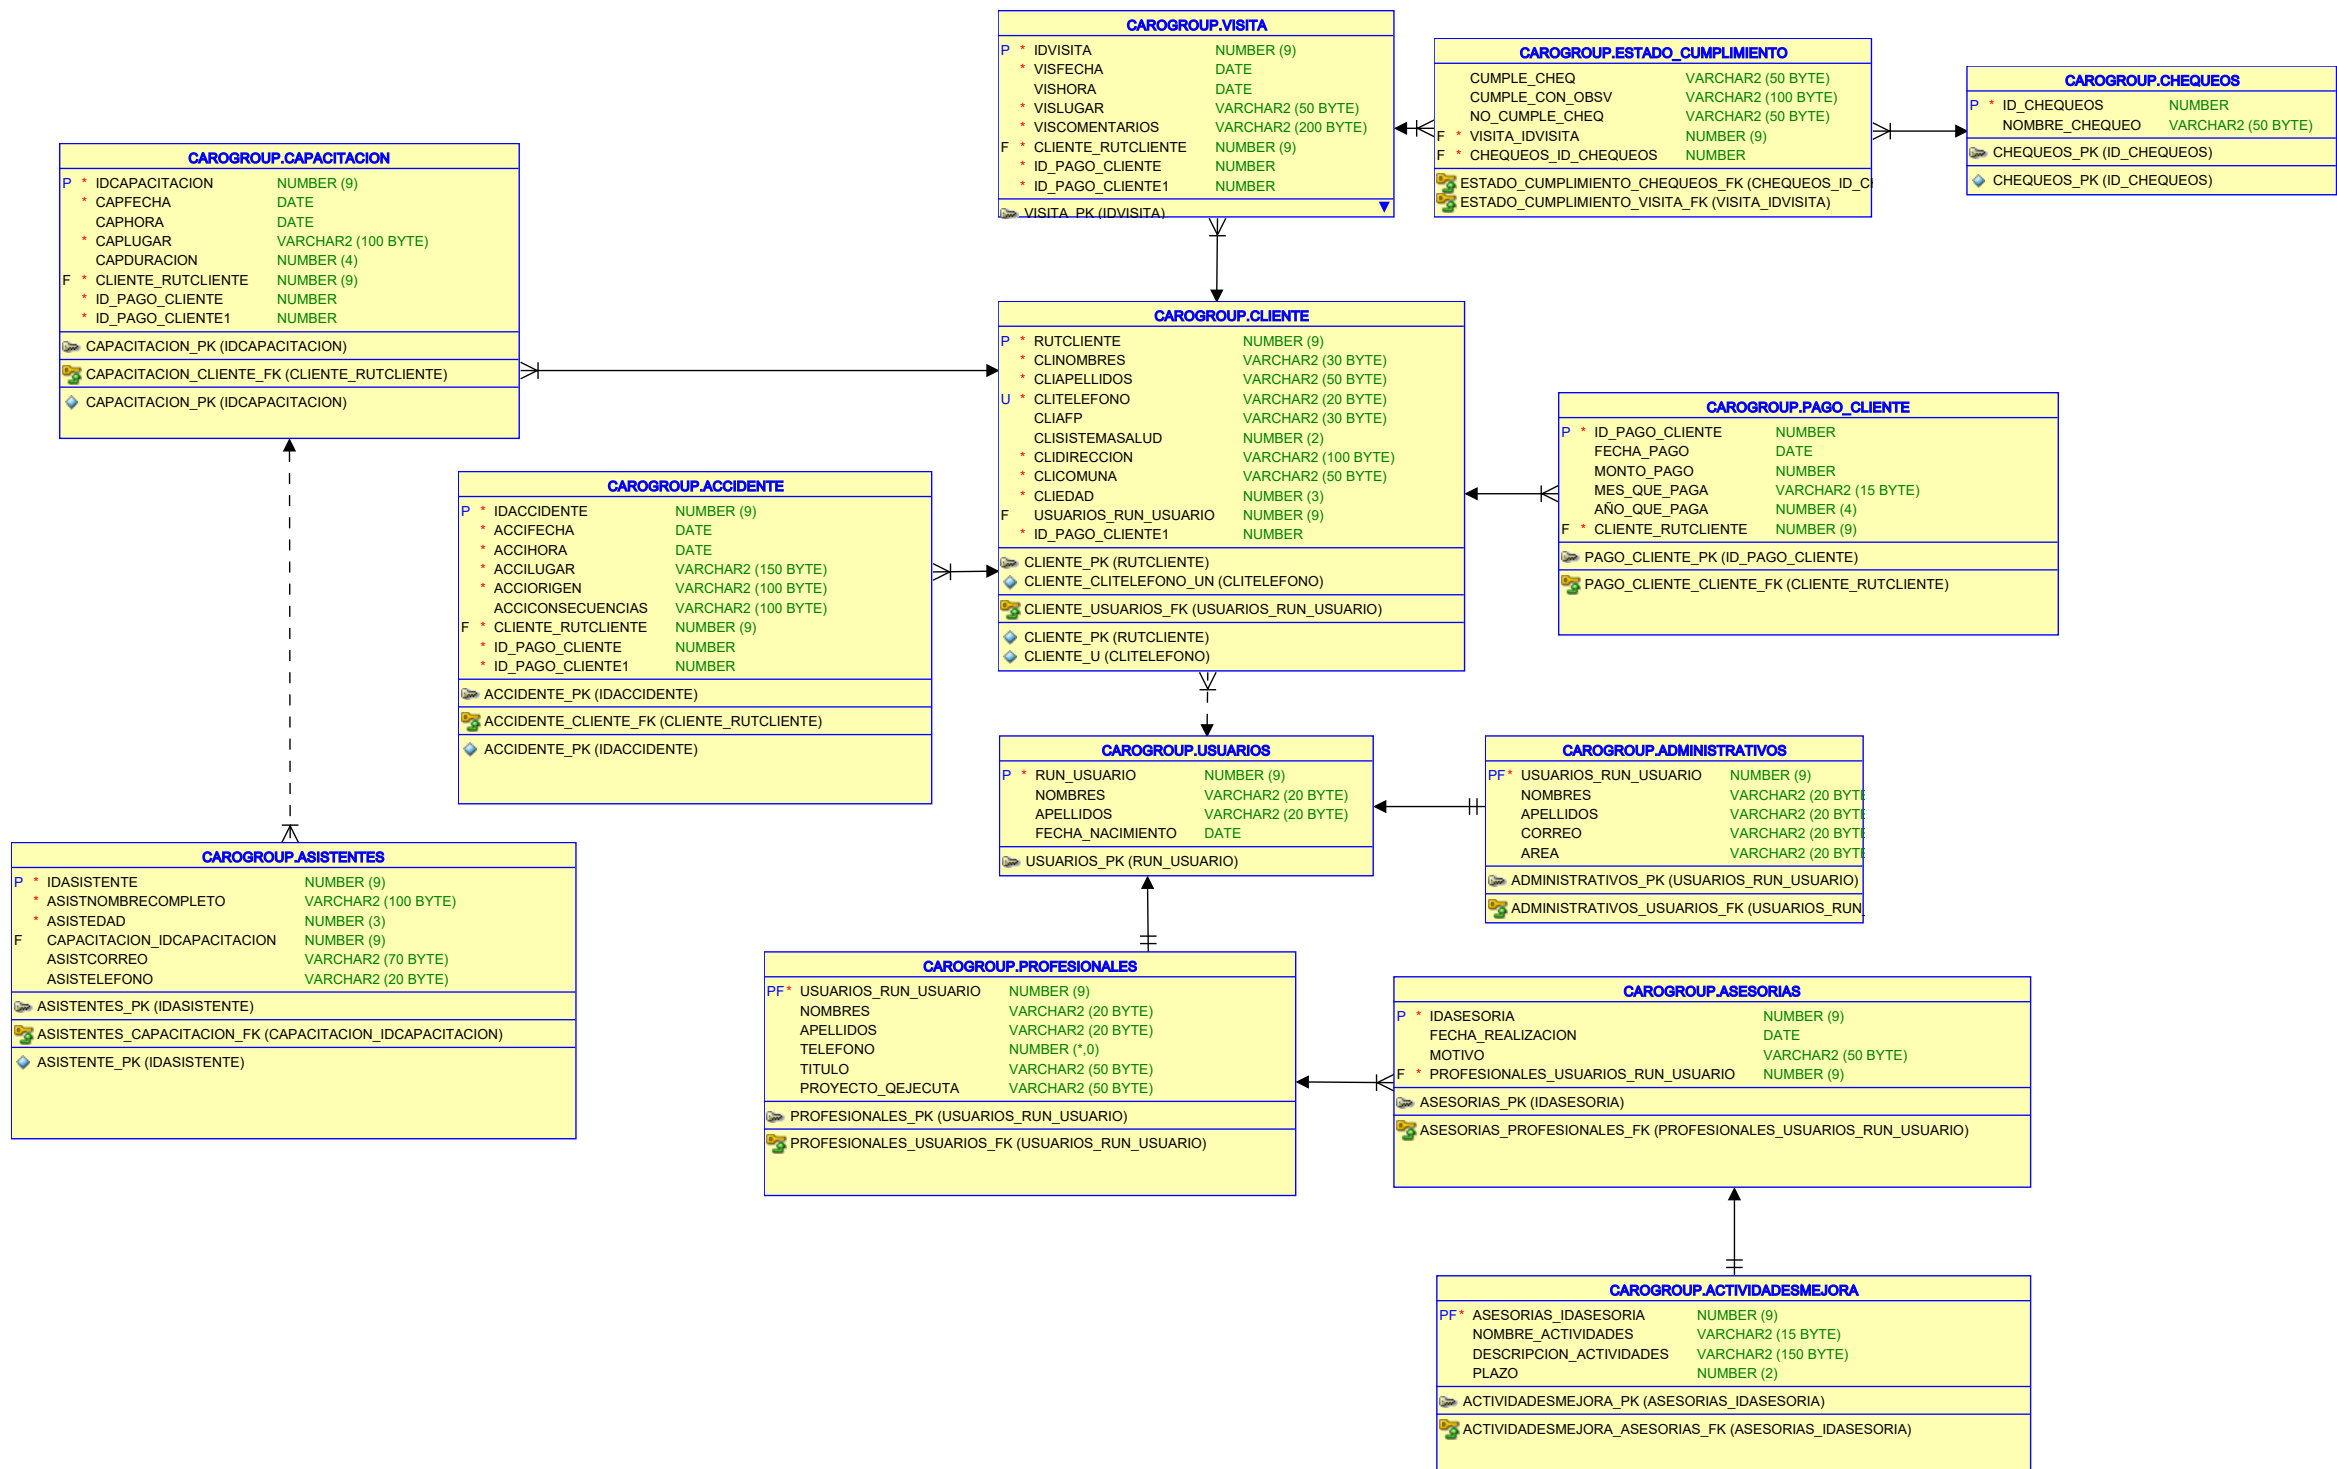 CAROGROUP.VISITA
P * IDVISITA NUMBER (9)
* VISFECHA DATE
VISHORA DATE
* VISLUGAR VARCHAR2 (50 BYTE)
* VISCOMENTARIOS VARCHAR2 (200 BYTE)
F * CLIENTE_RUTCLIENTE NUMBER (9)
* ID_PAGO_CLIENTE NUMBER
* ID_PAGO_CLIENTE1 NUMBER
VISITA_PK (IDVISITA)
CAROGROUP.ESTADO_CUMPLIMIENTO
CUMPLE_CHEQ VARCHAR2 (50 BYTE)
CUMPLE_CON_OBSV VARCHAR2 (100 BYTE)
NO_CUMPLE_CHEQ VARCHAR2 (50 BYTE)
F * VISITA_IDVISITA NUMBER (9)
F * CHEQUEOS_ID_CHEQUEOS NUMBER
ESTADO_CUMPLIMIENTO_CHEQUEOS_FK (CHEQUEOS_ID_C
ESTADO_CUMPLIMIENTO_VISITA_FK (VISITA_IDVISITA)
CAROGROUP.CHEQUEOS
P * ID_CHEQUEOS NUMBER
NOMBRE_CHEQUEO VARCHAR2 (50 BYTE)
CHEQUEOS_PK (ID_CHEQUEOS)
CHEQUEOS_PK (ID_CHEQUEOS)
CAROGROUP.CAPACITACION
P * IDCAPACITACION NUMBER (9)
* CAPFECHA DATE
CAPHORA DATE
* CAPLUGAR VARCHAR2 (100 BYTE)
CAPDURACION NUMBER (4)
F * CLIENTE_RUTCLIENTE NUMBER (9)
* ID_PAGO_CLIENTE NUMBER
* ID_PAGO_CLIENTE1 NUMBER
CAPACITACION_PK (IDCAPACITACION)
CAPACITACION_CLIENTE_FK (CLIENTE_RUTCLIENTE)
CAPACITACION_PK (IDCAPACITACION)
CAROGROUP.CLIENTE
P * RUTCLIENTE NUMBER (9)
* CLINOMBRES VARCHAR2 (30 BYTE)
* CLIAPELLIDOS VARCHAR2 (50 BYTE)
U * CLITELEFONO VARCHAR2 (20 BYTE)
CLIAFP VARCHAR2 (30 BYTE)
CLISISTEMASALUD NUMBER (2)
* CLIDIRECCION VARCHAR2 (100 BYTE)
* CLICOMUNA VARCHAR2 (50 BYTE)
* CLIEDAD NUMBER (3)
F USUARIOS_RUN_USUARIO NUMBER (9)
* ID_PAGO_CLIENTE1 NUMBER
CLIENTE_PK (RUTCLIENTE)
CLIENTE_CLITELEFONO_UN (CLITELEFONO)
CLIENTE_USUARIOS_FK (USUARIOS_RUN_USUARIO)
CLIENTE_PK (RUTCLIENTE)
CLIENTE_U (CLITELEFONO)
CAROGROUP.PAGO_CLIENTE
P * ID_PAGO_CLIENTE NUMBER
FECHA_PAGO DATE
MONTO_PAGO NUMBER
MES_QUE_PAGA VARCHAR2 (15 BYTE)
AÑO_QUE_PAGA NUMBER (4)
F * CLIENTE_RUTCLIENTE NUMBER (9)
PAGO_CLIENTE_PK (ID_PAGO_CLIENTE)
PAGO_CLIENTE_CLIENTE_FK (CLIENTE_RUTCLIENTE)
CAROGROUP.ACCIDENTE
P * IDACCIDENTE NUMBER (9)
* ACCIFECHA DATE
* ACCIHORA DATE
* ACCILUGAR VARCHAR2 (150 BYTE)
* ACCIORIGEN VARCHAR2 (100 BYTE)
ACCICONSECUENCIAS VARCHAR2 (100 BYTE)
F * CLIENTE_RUTCLIENTE NUMBER (9)
* ID_PAGO_CLIENTE NUMBER
* ID_PAGO_CLIENTE1 NUMBER
ACCIDENTE_PK (IDACCIDENTE)
ACCIDENTE_CLIENTE_FK (CLIENTE_RUTCLIENTE)
ACCIDENTE_PK (IDACCIDENTE)
CAROGROUP.USUARIOS
P * RUN_USUARIO NUMBER (9)
NOMBRES VARCHAR2 (20 BYTE)
APELLIDOS VARCHAR2 (20 BYTE)
FECHA_NACIMIENTO DATE
USUARIOS_PK (RUN_USUARIO)
CAROGROUP.ADMINISTRATIVOS
PF* USUARIOS_RUN_USUARIO NUMBER (9)
NOMBRES VARCHAR2 (20 BYTE
APELLIDOS VARCHAR2 (20 BYTE
CORREO VARCHAR2 (20 BYTE
AREA VARCHAR2 (20 BYTE
ADMINISTRATIVOS_PK (USUARIOS_RUN_USUARIO)
ADMINISTRATIVOS_USUARIOS_FK (USUARIOS_RUN_
CAROGROUP.ASISTENTES
P * IDASISTENTE NUMBER (9)
* ASISTNOMBRECOMPLETO VARCHAR2 (100 BYTE)
* ASISTEDAD NUMBER (3)
F CAPACITACION_IDCAPACITACION NUMBER (9)
ASISTCORREO VARCHAR2 (70 BYTE)
ASISTELEFONO VARCHAR2 (20 BYTE)
ASISTENTES_PK (IDASISTENTE)
ASISTENTES_CAPACITACION_FK (CAPACITACION_IDCAPACITACION)
ASISTENTE_PK (IDASISTENTE)
CAROGROUP.PROFESIONALES
PF* USUARIOS_RUN_USUARIO NUMBER (9)
NOMBRES VARCHAR2 (20 BYTE)
APELLIDOS VARCHAR2 (20 BYTE)
TELEFONO NUMBER (*,0)
TITULO VARCHAR2 (50 BYTE)
PROYECTO_QEJECUTA VARCHAR2 (50 BYTE)
PROFESIONALES_PK (USUARIOS_RUN_USUARIO)
PROFESIONALES_USUARIOS_FK (USUARIOS_RUN_USUARIO)
CAROGROUP.ASESORIAS
P * IDASESORIA NUMBER (9)
FECHA_REALIZACION DATE
MOTIVO VARCHAR2 (50 BYTE)
F * PROFESIONALES_USUARIOS_RUN_USUARIO NUMBER (9)
ASESORIAS_PK (IDASESORIA)
ASESORIAS_PROFESIONALES_FK (PROFESIONALES_USUARIOS_RUN_USUARIO)
CAROGROUP.ACTIVIDADESMEJORA
PF* ASESORIAS_IDASESORIA NUMBER (9)
NOMBRE_ACTIVIDADES VARCHAR2 (15 BYTE)
DESCRIPCION_ACTIVIDADES VARCHAR2 (150 BYTE)
PLAZO NUMBER (2)
ACTIVIDADESMEJORA_PK (ASESORIAS_IDASESORIA)
ACTIVIDADESMEJORA_ASESORIAS_FK (ASESORIAS_IDASESORIA)